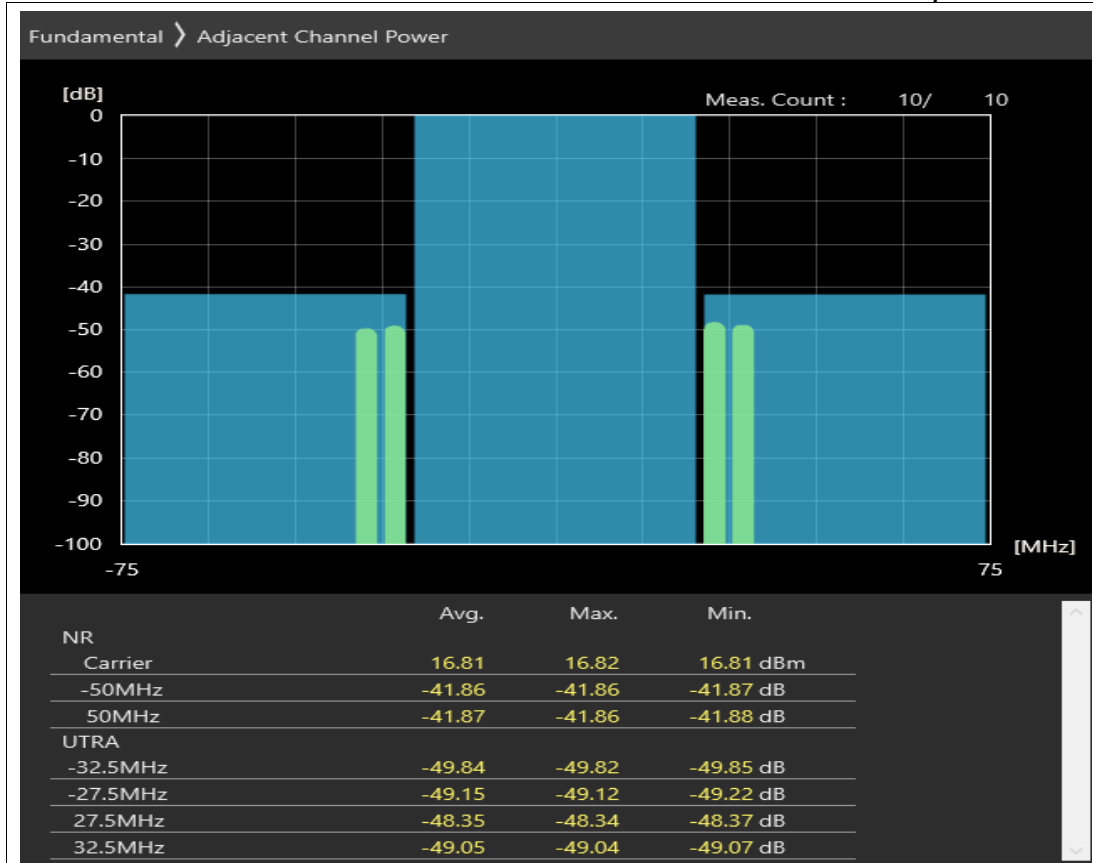 Fundamental ❯ Adjacent Channel Power
[dB]
Meas. Count : 10/ 10
0
-10
-20
-30
-40
-50
-60
-70
-80
-90
-100
[MHz]
-75 75
Avg. Max. Min.
NR
Carrier 16.81 16.82 16.81 dBm
-50MHz -41.86 -41.86 -41.87 dB
50MHz -41.87 -41.86 -41.88 dB
UTRA
-32.5MHz -49.84 -49.82 -49.85 dB
-27.5MHz -49.15 -49.12 -49.22 dB
27.5MHz -48.35 -48.34 -48.37 dB
32.5MHz -49.05 -49.04 -49.07 dB